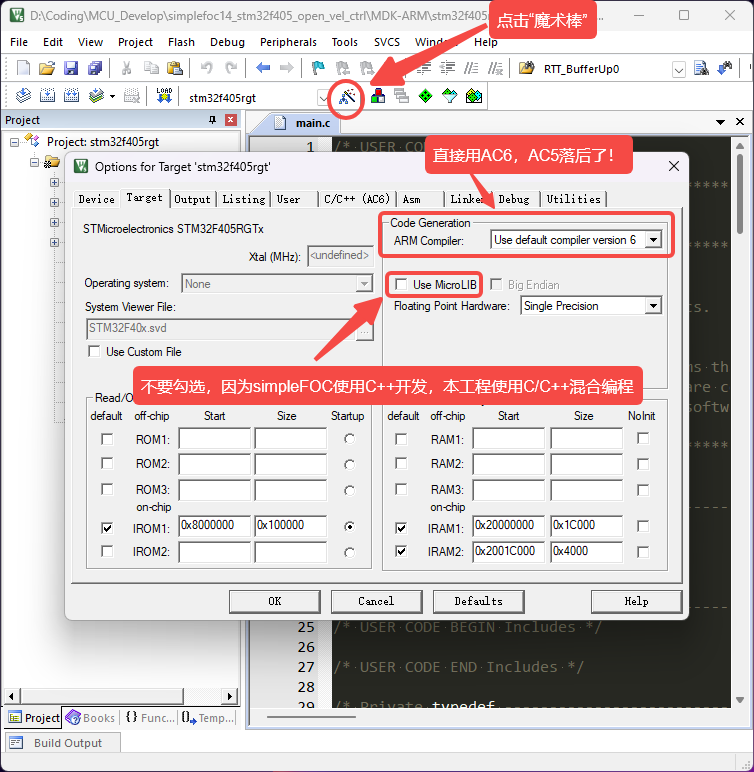 D:\Coding\MCU_Develop\simplefoc14_stm32f405_open_vel_ctrl\MDK-ARM\stm32f4
File Edit View Project Flash Debug Peripherals Tools SVCS Window Help
点击“魔术棒”
RTT_BufferUp0
LOAD
stm32f405rgt
Project
main.c
Project: stm32f405rgt
1 /* USER CO
直接用AC6，AC5落后了！
Options for Target 'stm32f405rgt'
Device Target Output Listing User C/C++ (AC6) Asm Linker Debug Utilities
STMicroelectronics STM32F405RGTx
Xtal (MHz): <undefined>
Operating system: None
System Viewer File:
STM32F40x.svd
...
Use Custom File
Code Generation
ARM Compiler: Use default compiler version 6
Use MicroLIB Big Endian
Floating Point Hardware: Single Precision
不要勾选，因为simpleFOC使用C++开发，本工程使用C/C++混合编程
Read/O
default off-chip Start Size Startup
ROM1:
ROM2:
ROM3:
on-chip
IROM1: 0x8000000 0x100000
IROM2:
default off-chip Start Size NoInit
RAM1:
RAM2:
RAM3:
on-chip
IRAM1: 0x20000000 0x1C000
IRAM2: 0x2001C000 0x4000
OK Cancel Defaults Help
25 /* USER CODE BEGIN Includes */
26
27 /* USER CODE END Includes */
28
29 /* Private typedef
Project Books {} Func... Temp...
Build Output